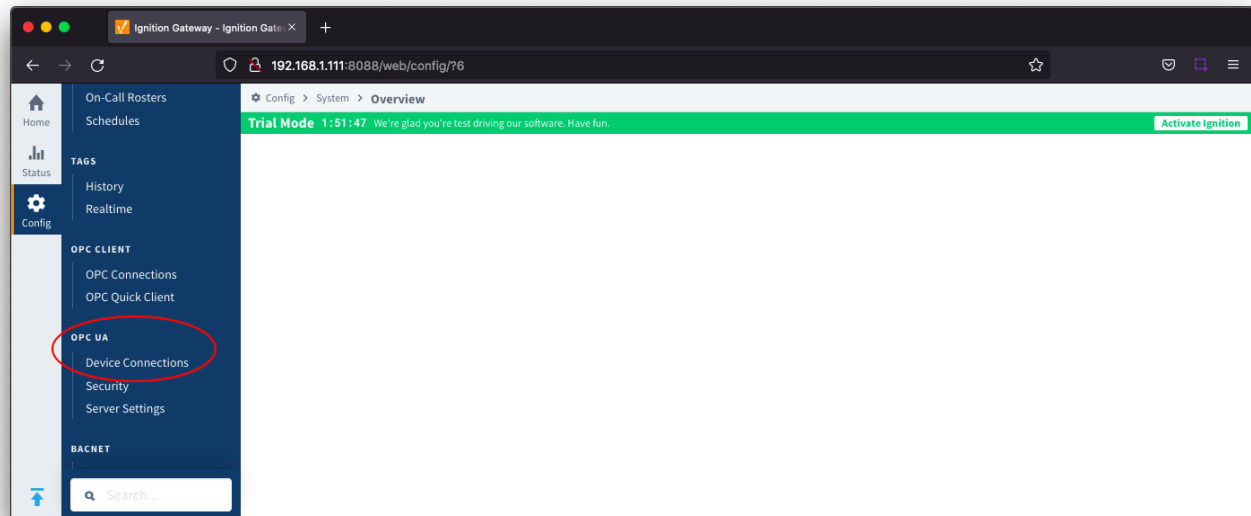 Ignition Gateway - Ignition Gate
192.168.1.111:8088/web/config/?6
Home
Status
Config
On-Call Rosters
Schedules
TAGS
History
Realtime
OPC CLIENT
OPC Connections
OPC Quick Client
OPC UA
Device Connections
Security
Server Settings
BACNET
Search...
Config > System > Overview
Trial Mode 1:51:47 We're glad you're test driving our software. Have fun.
Activate Ignition